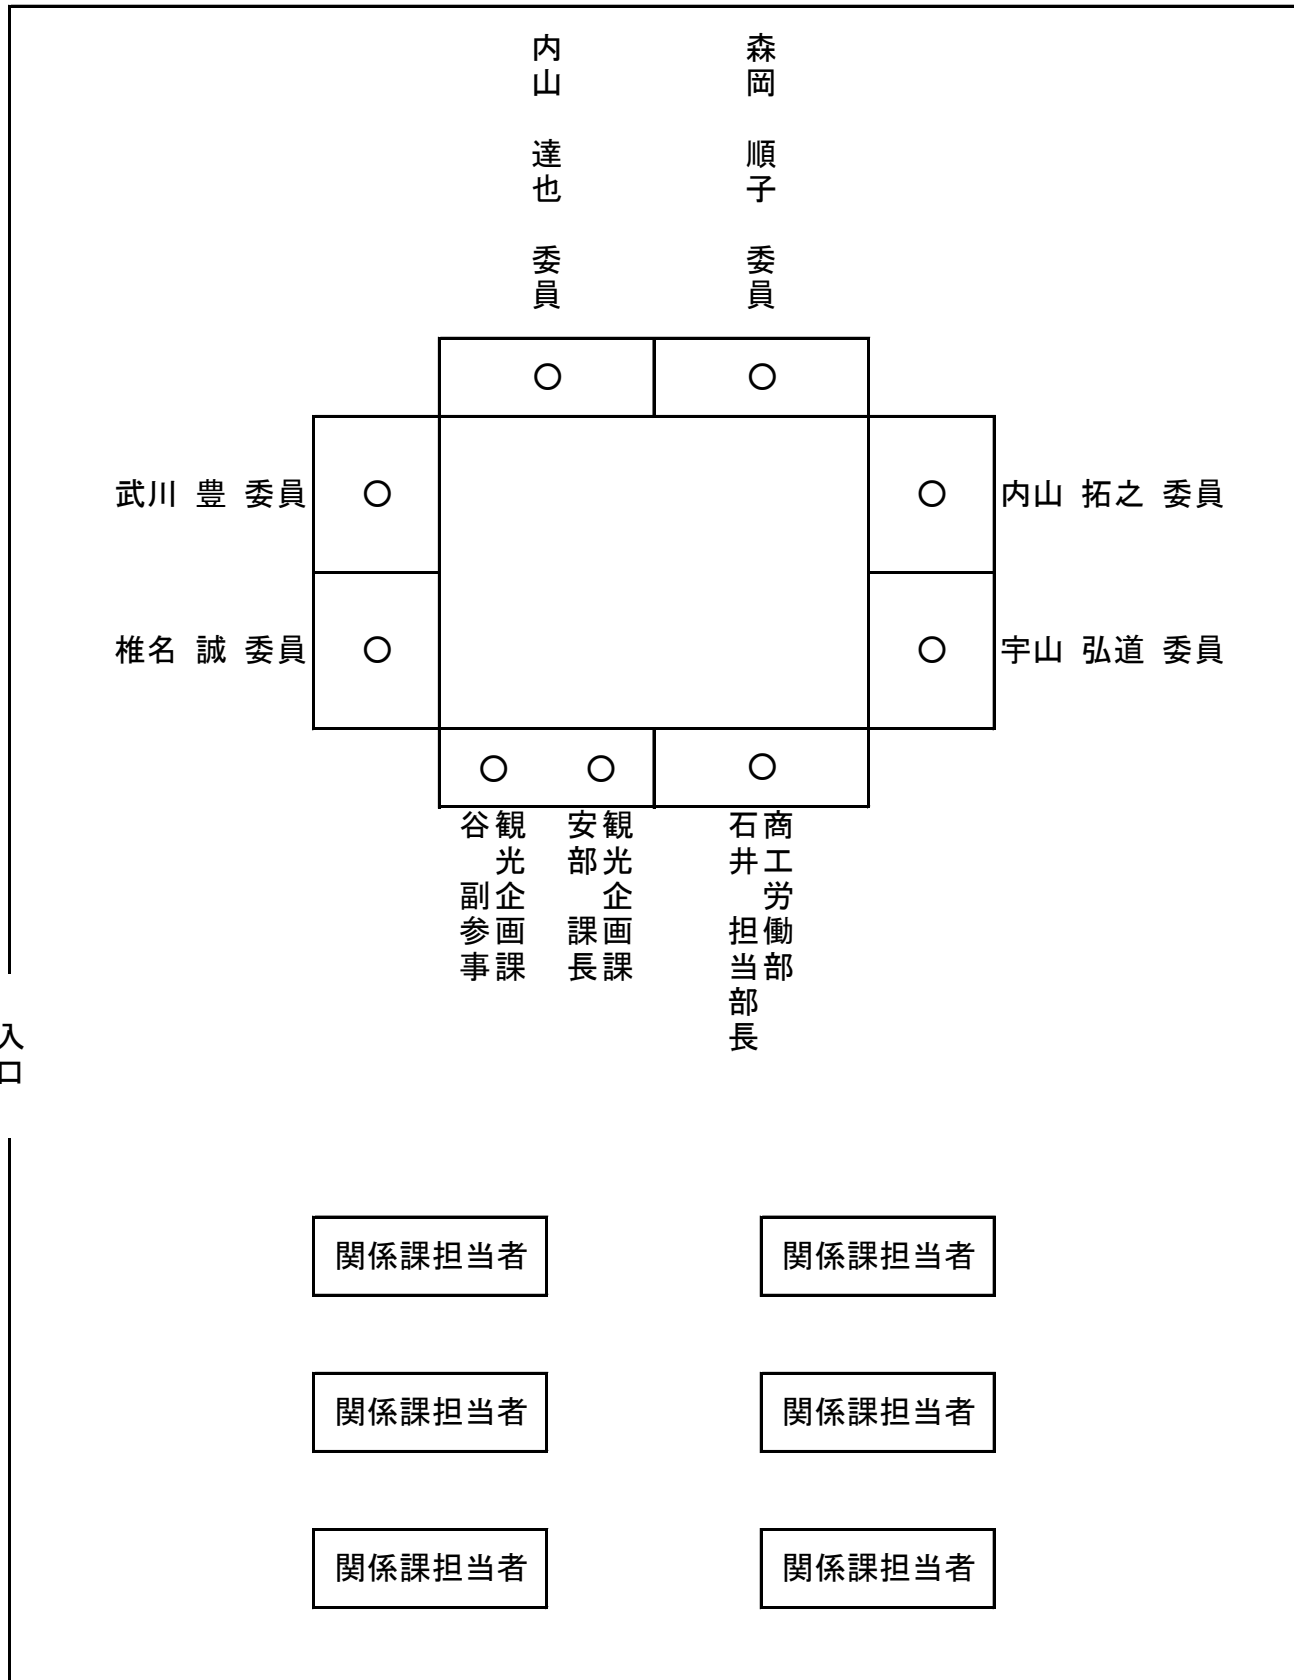 内山 達也 委員
森岡 順子 委員
武川 豊 委員
内山 拓之 委員
椎名 誠 委員
宇山 弘道 委員
観光企画課
谷 副参事
観光企画課
安部 課長
商工労働部
石井 担当部長
入口
関係課担当者
関係課担当者
関係課担当者
関係課担当者
関係課担当者
関係課担当者